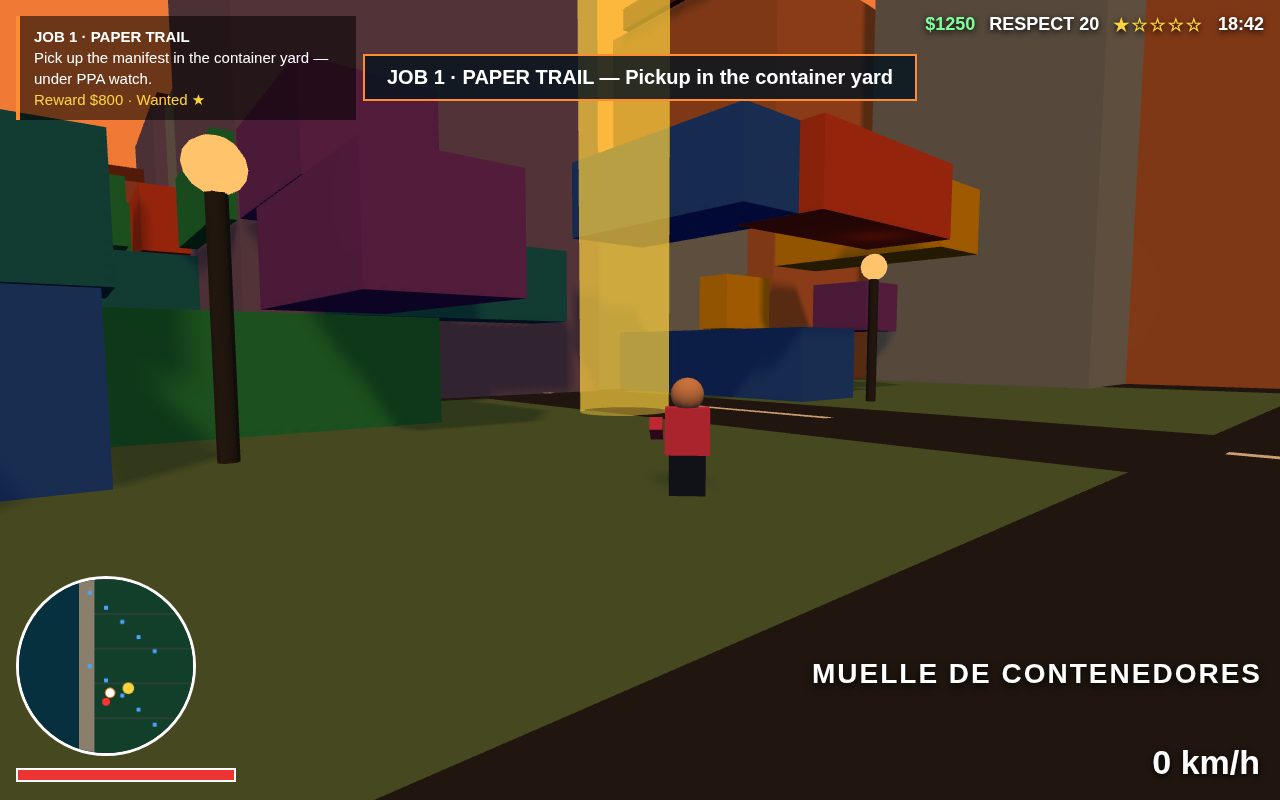 JOB 1 · PAPER TRAIL
Pick up the manifest in the container yard —
under PPA watch.
Reward $800 · Wanted ★
JOB 1 · PAPER TRAIL — Pickup in the container yard
$1250 RESPECT 20 ★☆☆☆☆ 18:42
MUELLE DE CONTENEDORES
0 km/h